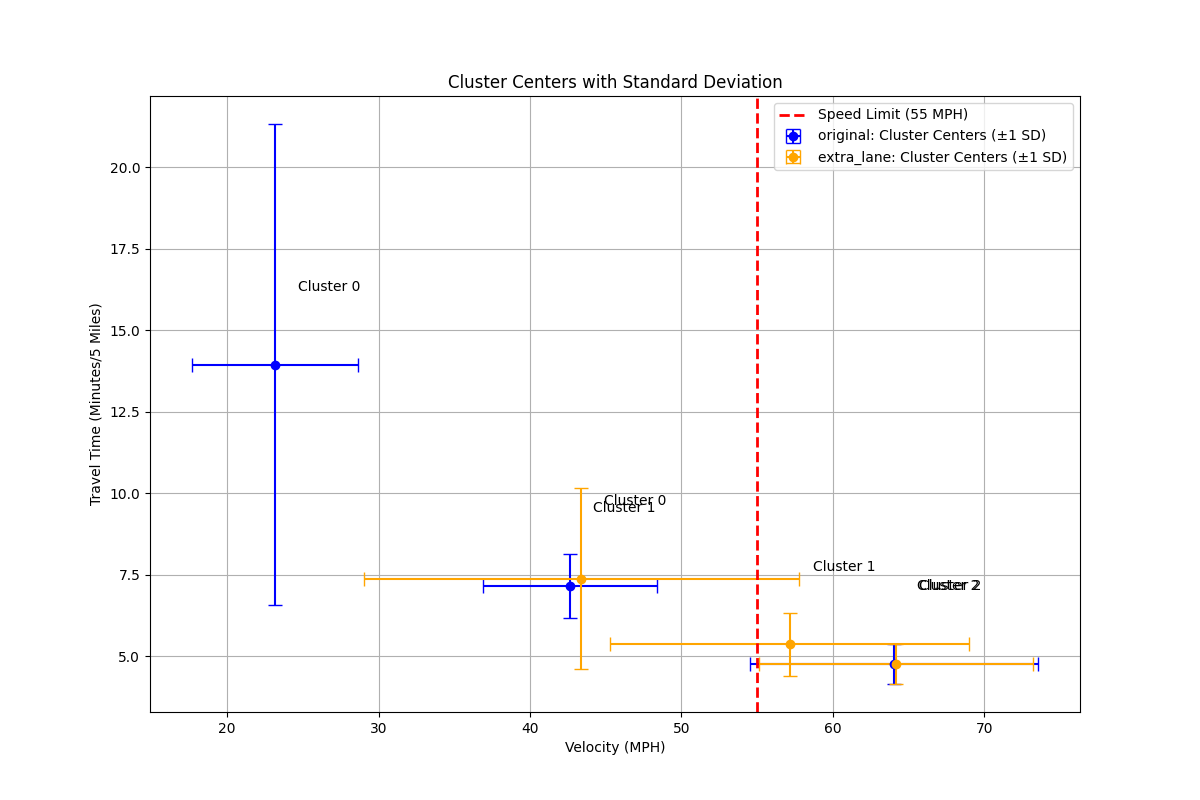 Cluster Centers with Standard Deviation
Speed Limit (55 MPH)
original: Cluster Centers (±1 SD)
extra_lane: Cluster Centers (±1 SD)
20.0
17.5
15.0
12.5
10.0
7.5
5.0
Travel Time (Minutes/5 Miles)
Cluster 0
Cluster 0
Cluster 1
Cluster 1
Cluster 2
Cluster 2
20 30 40 50 60 70
Velocity (MPH)